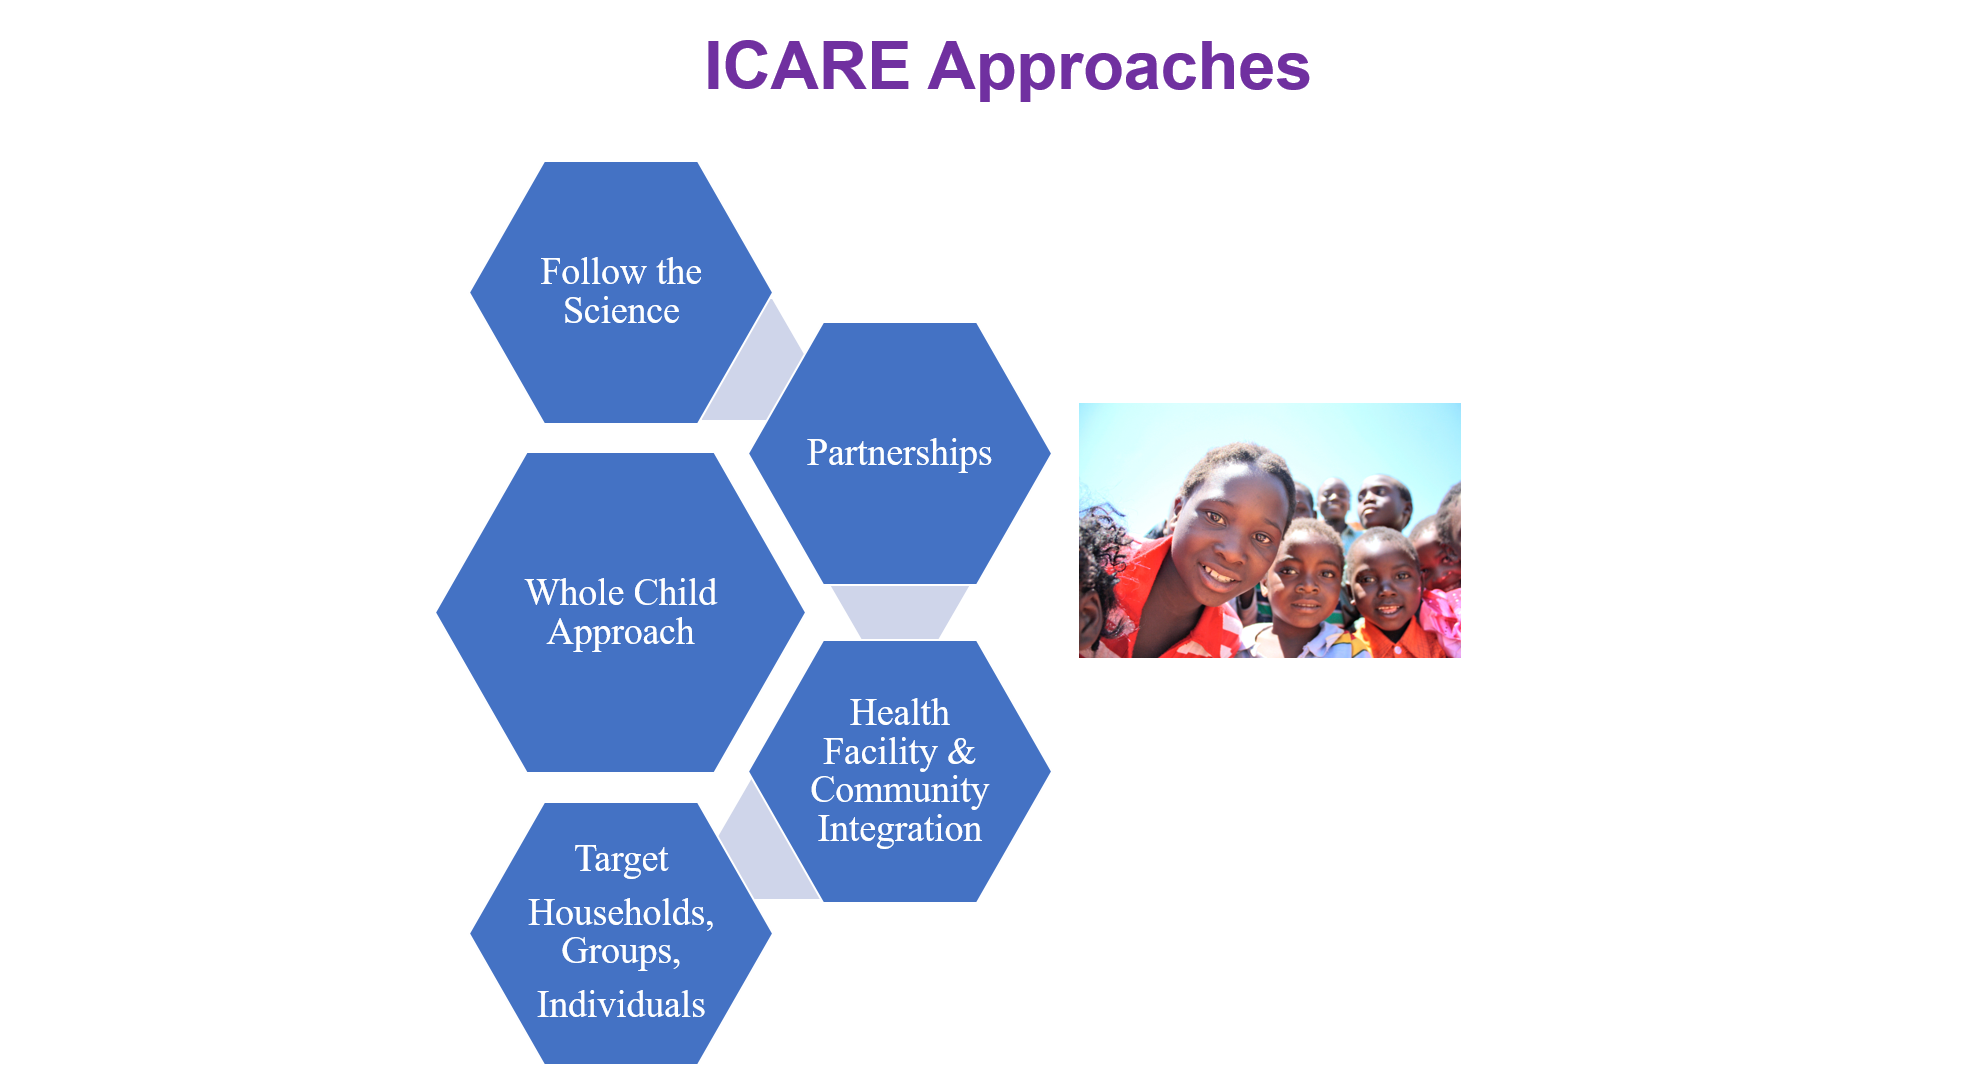 ICARE Approaches
Follow the
Science
Partnerships
Whole Child
Approach
Health
Facility &
Community
Integration
Target
Households,
Groups,
Individuals